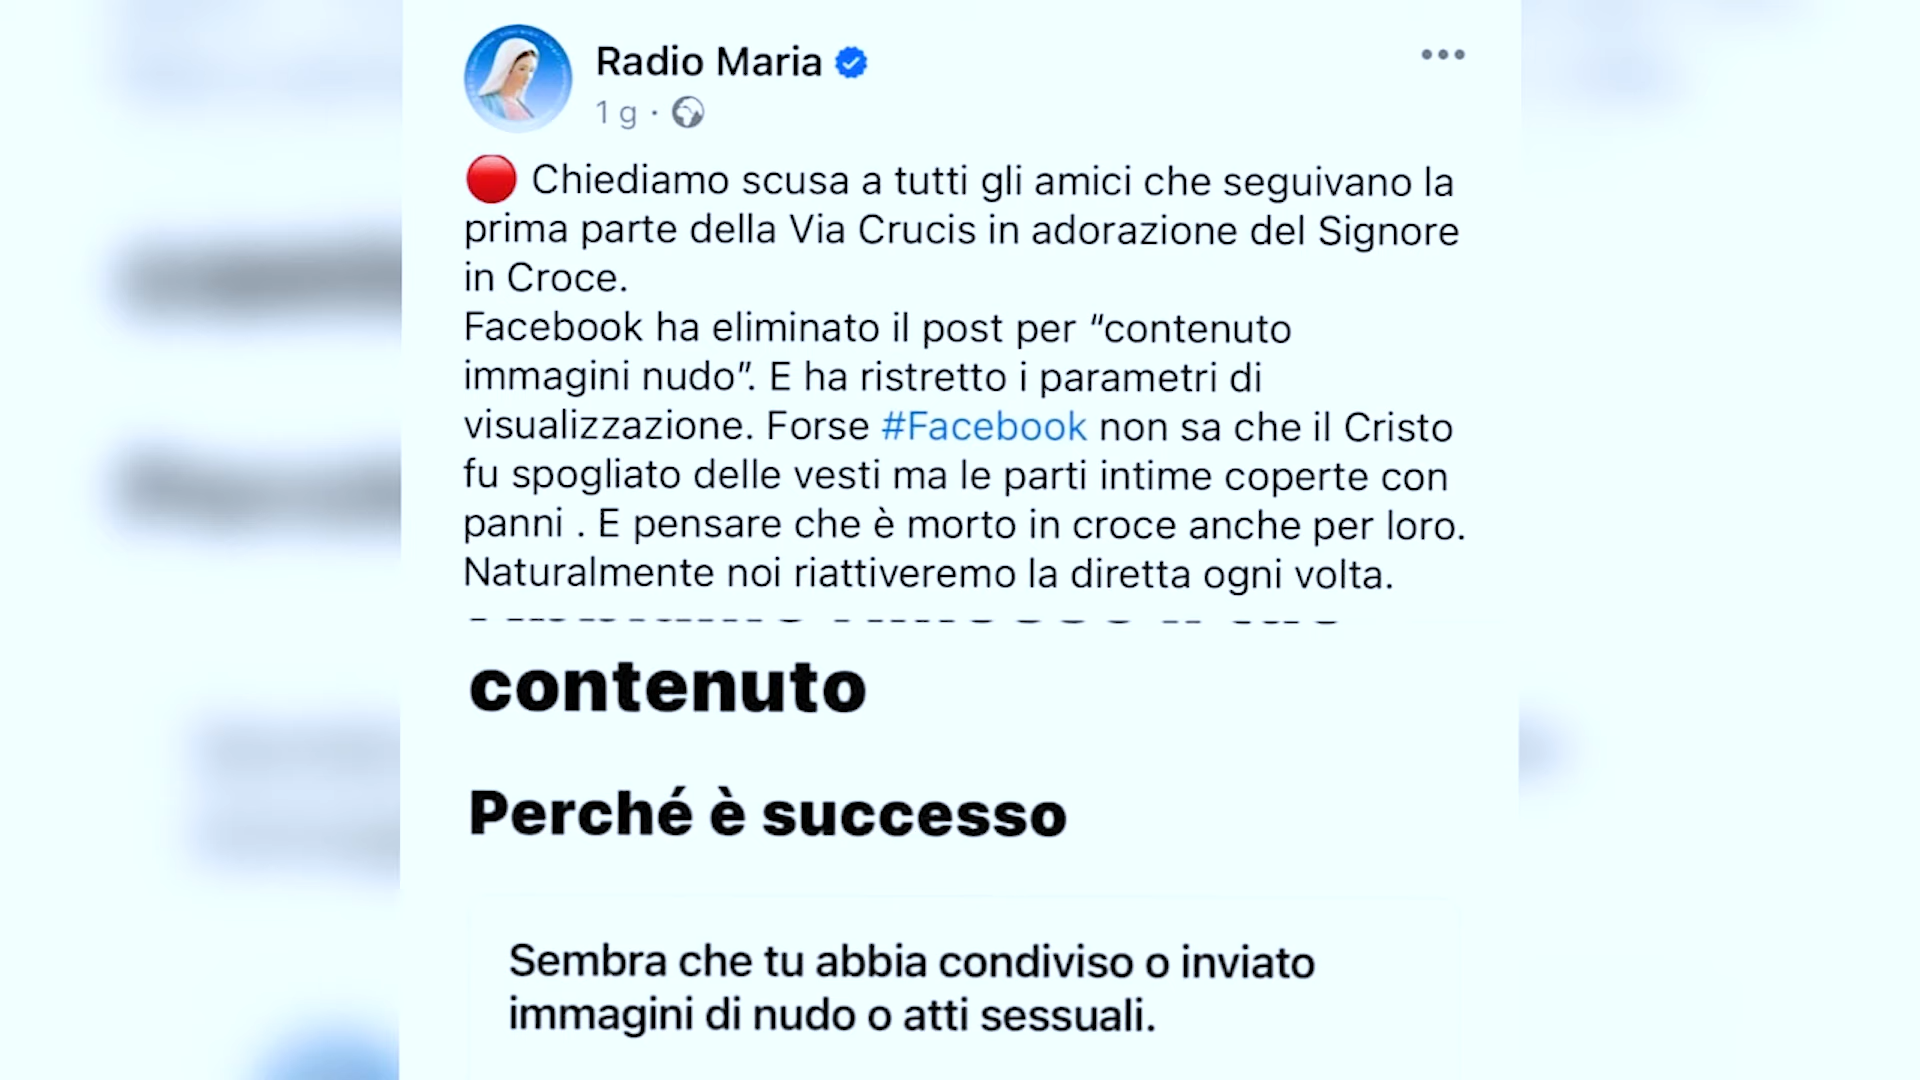 Radio Maria
1 g ·
🔴 Chiediamo scusa a tutti gli amici che seguivano la
prima parte della Via Crucis in adorazione del Signore
in Croce.
Facebook ha eliminato il post per “contenuto
immagini nudo”. E ha ristretto i parametri di
visualizzazione. Forse #Facebook non sa che il Cristo
fu spogliato delle vesti ma le parti intime coperte con
panni . E pensare che è morto in croce anche per loro.
Naturalmente noi riattiveremo la diretta ogni volta.
contenuto
Perché è successo
Sembra che tu abbia condiviso o inviato
immagini di nudo o atti sessuali.